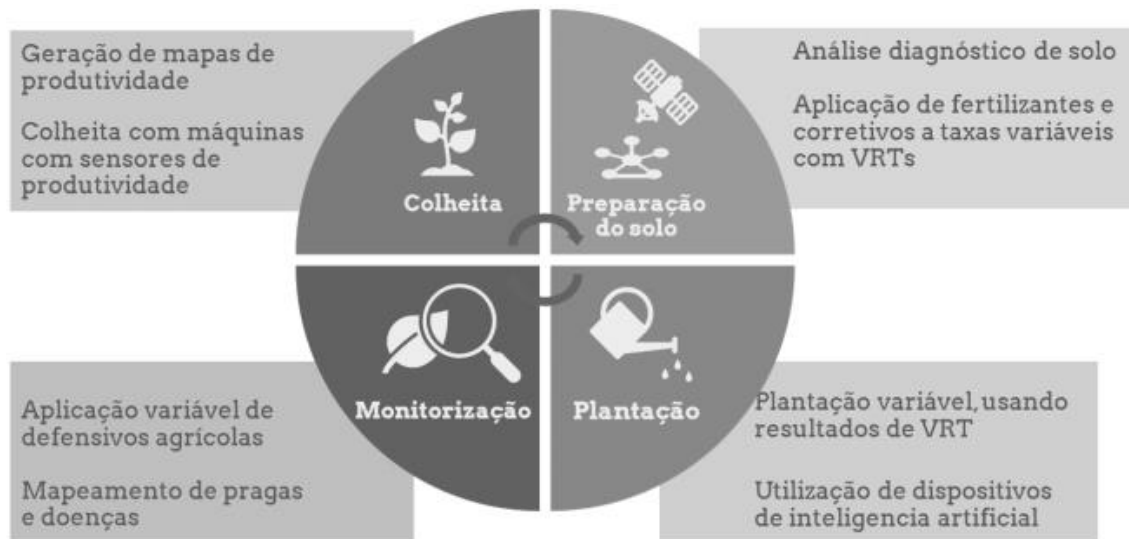 Geração de mapas de
produtividade
Colheita com máquinas
com sensores de
produtividade
Colheita
Preparação
do solo
Análise diagnóstico de solo
Aplicação de fertilizantes e
corretivos a taxas variáveis
com VRTs
Aplicação variável de
defensivos agrícolas
Mapeamento de pragas
e doenças
Monitorização
Plantação
Plantação variável, usando
resultados de VRT
Utilização de dispositivos
de inteligencia artificial